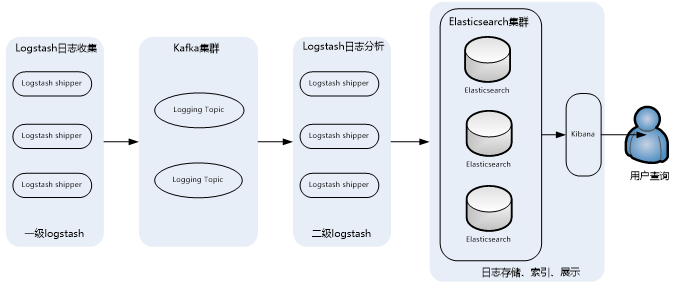 Logstash日志收集
Logstash shipper
Logstash shipper
Logstash shipper
一级logstash
Kafka集群
Logging Topic
Logging Topic
Logstash日志分析
Logstash shipper
Logstash shipper
Logstash shipper
二级logstash
Elasticsearch集群
Elasticsearch
Elasticsearch
Elasticsearch
Kibana
日志存储、索引、展示
用户查询